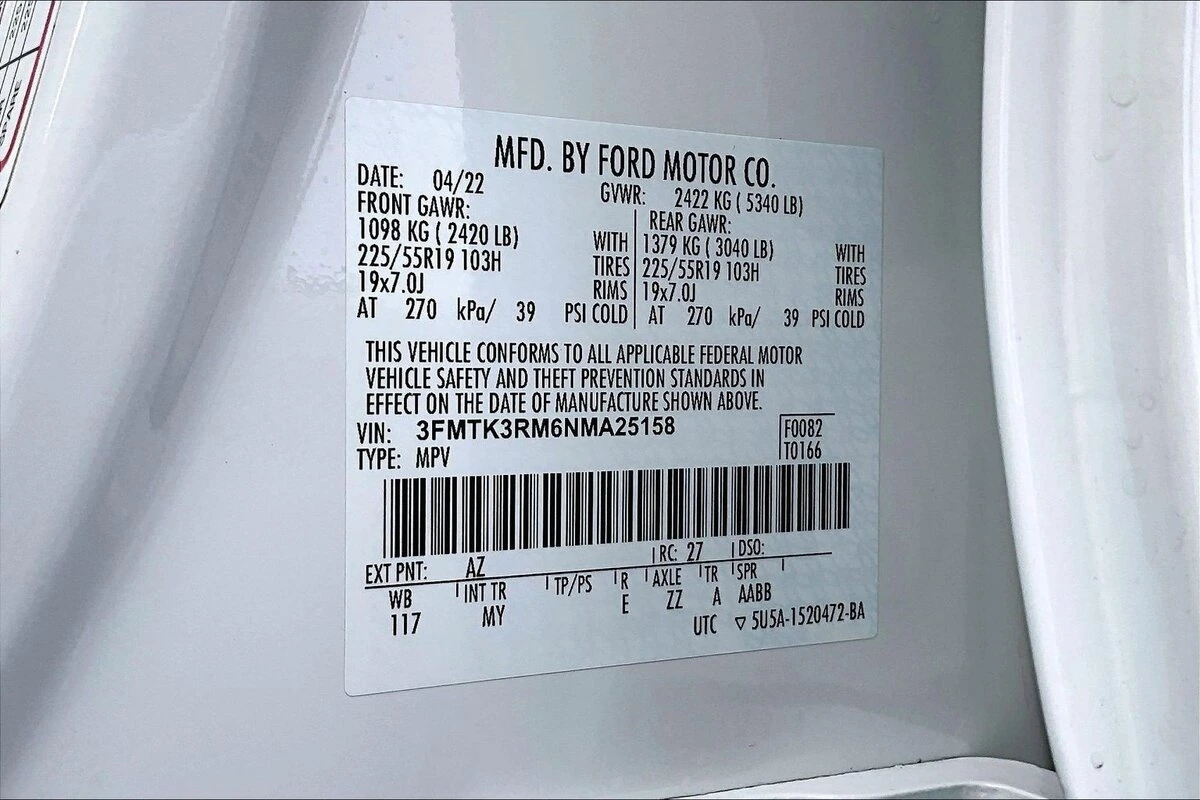 SPARE
MFD. BY FORD MOTOR CO.
DATE: 04/22 GVWR: 2422 KG ( 5340 LB)
FRONT GAWR: REAR GAWR:
1098 KG ( 2420 LB) WITH 1379 KG ( 3040 LB) WITH
225/55R19 103H TIRES 225/55R19 103H TIRES
19x7.0J RIMS 19x7.0J RIMS
AT 270 kPa/ 39 PSI COLD AT 270 kPa/ 39 PSI COLD
THIS VEHICLE CONFORMS TO ALL APPLICABLE FEDERAL MOTOR
VEHICLE SAFETY AND THEFT PREVENTION STANDARDS IN
EFFECT ON THE DATE OF MANUFACTURE SHOWN ABOVE.
VIN: 3FMTK3RM6NMA25158 F0082
TYPE: MPV T0166
RC: 27 DSO:
EXT PNT: AZ
WB INT TR TP/PS R AXLE TR SPR
117 MY E ZZ A AABB
UTC ▽ 5U5A-1520472-BA